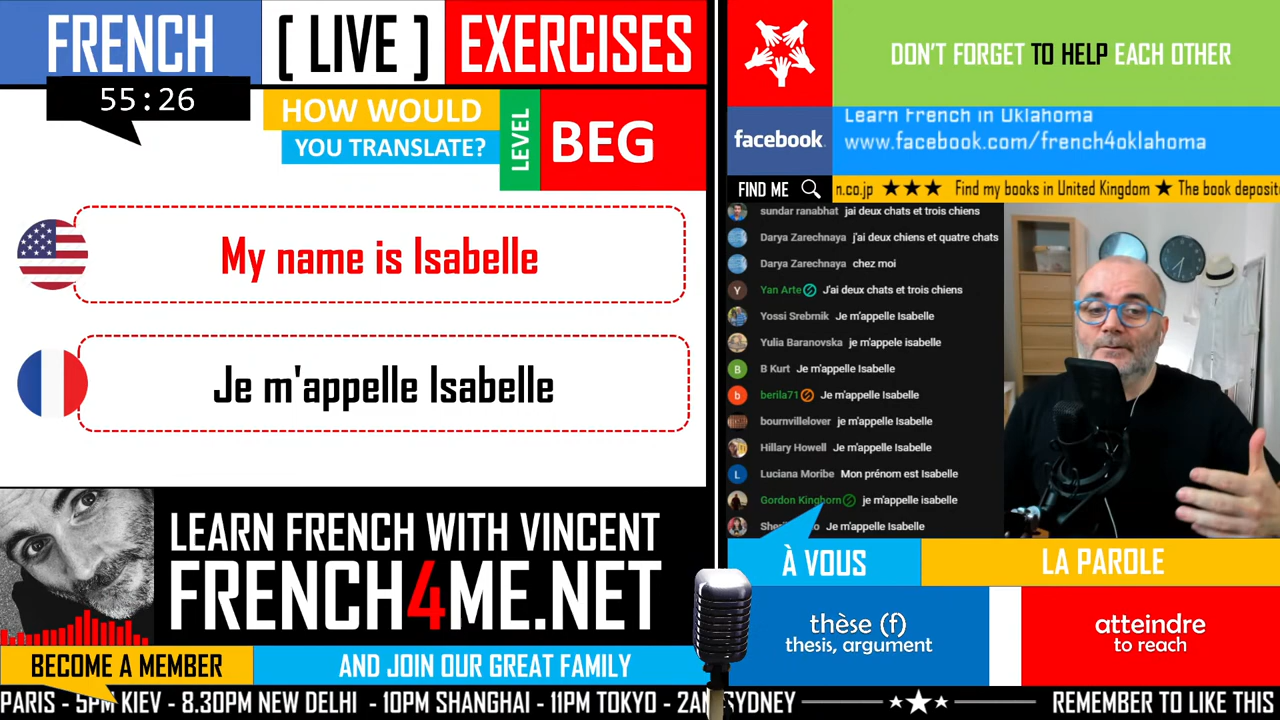 FRENCH [ LIVE ] EXERCISES
55:26
HOW WOULD
YOU TRANSLATE?
LEVEL
BEG
My name is Isabelle
Je m'appelle Isabelle
LEARN FRENCH WITH VINCENT
FRENCH4ME.NET
BECOME A MEMBER
AND JOIN OUR GREAT FAMILY
DON'T FORGET TO HELP EACH OTHER
facebook
Learn French in Oklahoma
www.facebook.com/french4oklahoma
FIND ME
n.co.jp ★★★ Find my books in United Kingdom ★ The book deposit
sundar ranabhat jai deux chats et trois chiens
Darya Zarechnaya j'ai deux chiens et quatre chats
Darya Zarechnaya chez moi
Y Yan Arte J'ai deux chats et trois chiens
Yossi Srebrnik Je m'appelle Isabelle
Yulia Baranovska je m'appele isabelle
B B Kurt Je m'appelle Isabelle
b berila71 Je m'appelle Isabelle
bournvillelover je m'appelle Isabelle
Hillary Howell Je m'appelle Isabelle
L Luciana Moribe Mon prénom est Isabelle
Gordon Kinghorn je m'appelle isabelle
Je m'appelle Isabelle
À VOUS
LA PAROLE
thèse (f)
thesis, argument
atteindre
to reach
PARIS - 5PM KIEV - 8.30PM NEW DELHI - 10PM SHANGHAI - 11PM TOKYO - 2AM SYDNEY
REMEMBER TO LIKE THIS